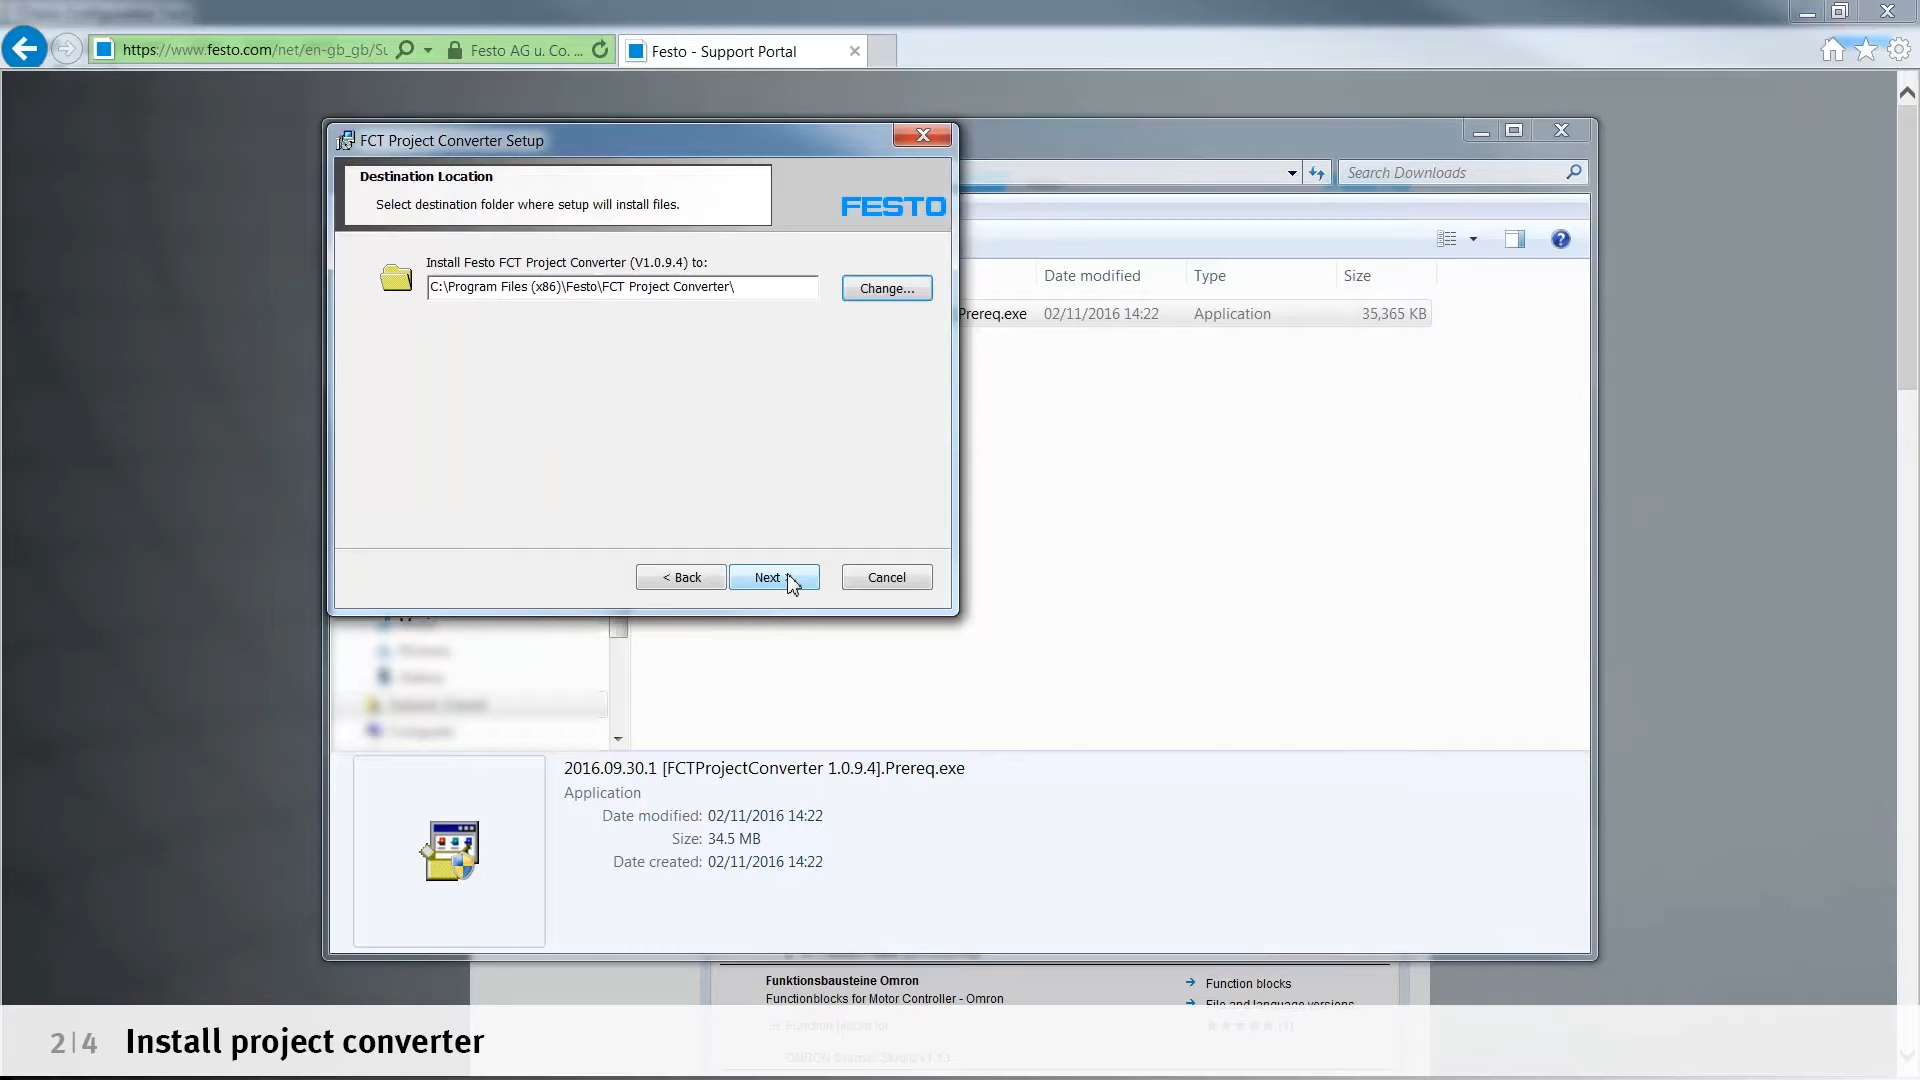 https://www.festo.com/net/en-gb_gb/Su
Festo AG u. Co. ...
Festo - Support Portal
FCT Project Converter Setup
Destination Location
Select destination folder where setup will install files.
FESTO
Install Festo FCT Project Converter (V1.0.9.4) to:
C:\Program Files (x86)\Festo\FCT Project Converter\
Change...
< Back
Next
Cancel
Search Downloads
Date modified
Type
Size
Prereq.exe
02/11/2016 14:22
Application
35,365 KB
2016.09.30.1 [FCTProjectConverter 1.0.9.4].Prereq.exe
Application
Date modified: 02/11/2016 14:22
Size: 34.5 MB
Date created: 02/11/2016 14:22
Funktionsbausteine Omron
Functionblocks for Motor Controller - Omron
Function blocks
File and language versions
2|4 Install project converter